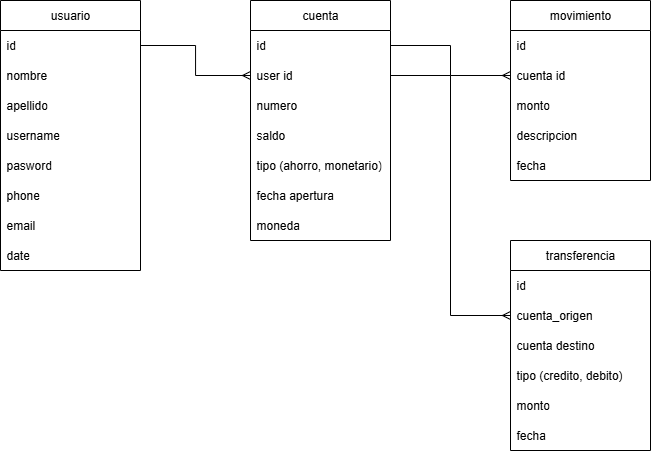 usuario
id
nombre
apellido
username
pasword
phone
email
date
cuenta
id
user id
numero
saldo
tipo (ahorro, monetario)
fecha apertura
moneda
movimiento
id
cuenta id
monto
descripcion
fecha
transferencia
id
cuenta_origen
cuenta destino
tipo (credito, debito)
monto
fecha